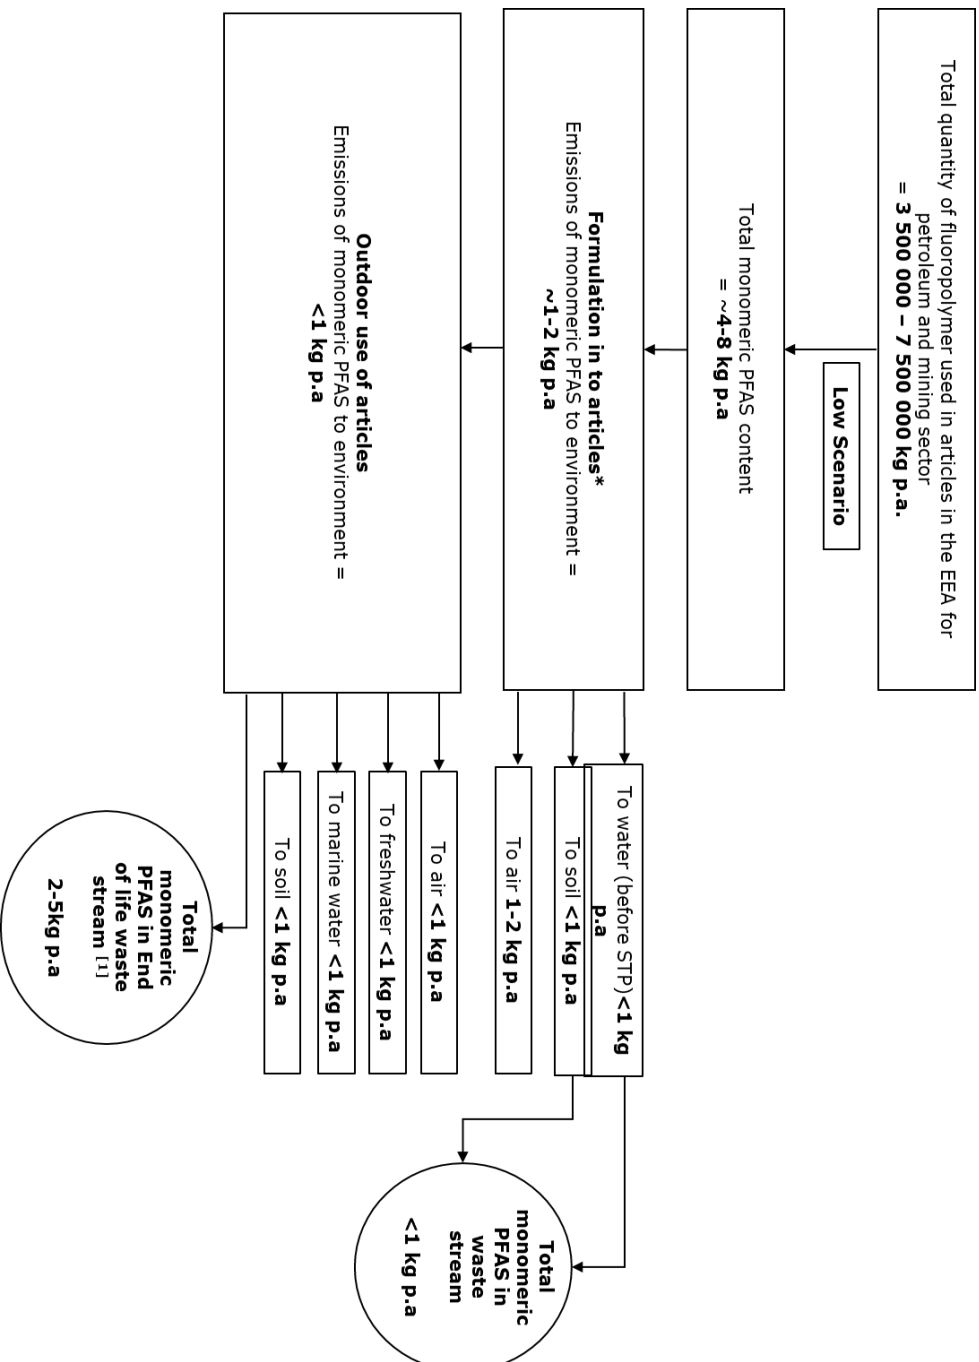 Total quantity of fluoropolymer used in articles in the EEA for
petroleum and mining sector
= 3 500 000 – 7 500 000 kg p.a.
Low Scenario
Total monomeric PFAS content
= ~4-8 kg p.a
Formulation in to articles*
Emissions of monomeric PFAS to environment =
~1-2 kg p.a
To water (before STP)<1 kg
p.a
To soil <1 kg p.a
To air 1-2 kg p.a
Total
monomeric
PFAS in
waste
stream
<1 kg p.a
Outdoor use of articles
Emissions of monomeric PFAS to environment =
<1 kg p.a
To air <1 kg p.a
To freshwater <1 kg p.a
To marine water <1 kg p.a
To soil <1 kg p.a
Total
monomeric
PFAS in End
of life waste
stream [1]
2-5kg p.a